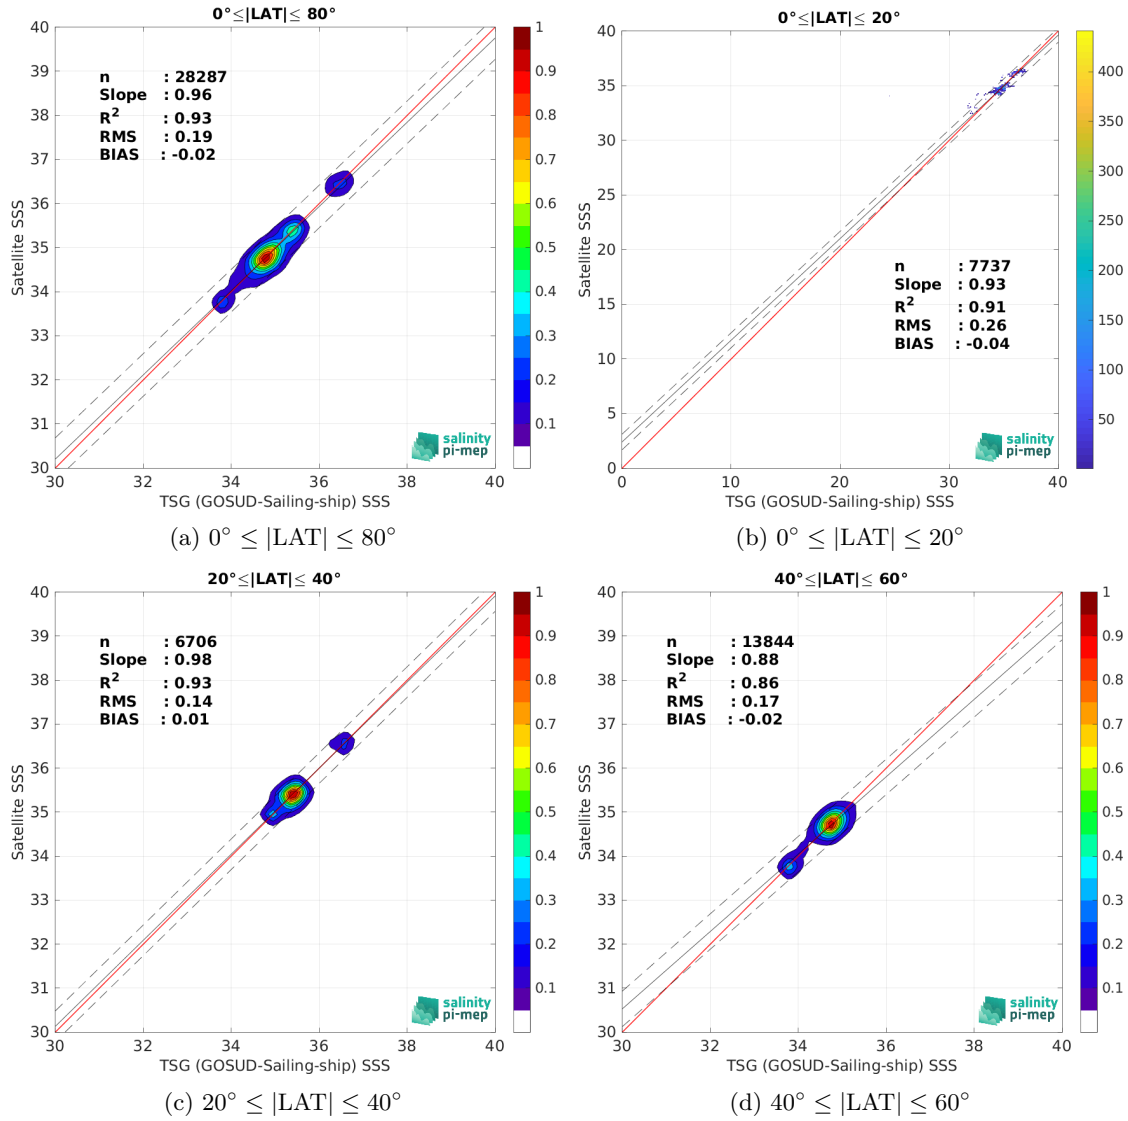 0°≤|LAT|≤ 80°
40
39
38
37
36
35
34
33
32
31
30
Satellite SSS
n : 28287
Slope : 0.96
R2 : 0.93
RMS : 0.19
BIAS : -0.02
salinity
pi-mep
30 32 34 36 38 40
TSG (GOSUD-Sailing-ship) SSS
1
0.9
0.8
0.7
0.6
0.5
0.4
0.3
0.2
0.1
(a) 0° ≤ |LAT| ≤ 80°
0°≤|LAT|≤ 20°
40
35
30
25
20
15
10
5
0
Satellite SSS
n : 7737
Slope : 0.93
R2 : 0.91
RMS : 0.26
BIAS : -0.04
salinity
pi-mep
0 10 20 30 40
TSG (GOSUD-Sailing-ship) SSS
400
350
300
250
200
150
100
50
(b) 0° ≤ |LAT| ≤ 20°
20°≤|LAT|≤ 40°
40
39
38
37
36
35
34
33
32
31
30
Satellite SSS
n : 6706
Slope : 0.98
R2 : 0.93
RMS : 0.14
BIAS : 0.01
salinity
pi-mep
30 32 34 36 38 40
TSG (GOSUD-Sailing-ship) SSS
1
0.9
0.8
0.7
0.6
0.5
0.4
0.3
0.2
0.1
(c) 20° ≤ |LAT| ≤ 40°
40°≤|LAT|≤ 60°
40
39
38
37
36
35
34
33
32
31
30
Satellite SSS
n : 13844
Slope : 0.88
R2 : 0.86
RMS : 0.17
BIAS : -0.02
salinity
pi-mep
30 32 34 36 38 40
TSG (GOSUD-Sailing-ship) SSS
1
0.9
0.8
0.7
0.6
0.5
0.4
0.3
0.2
0.1
(d) 40° ≤ |LAT| ≤ 60°